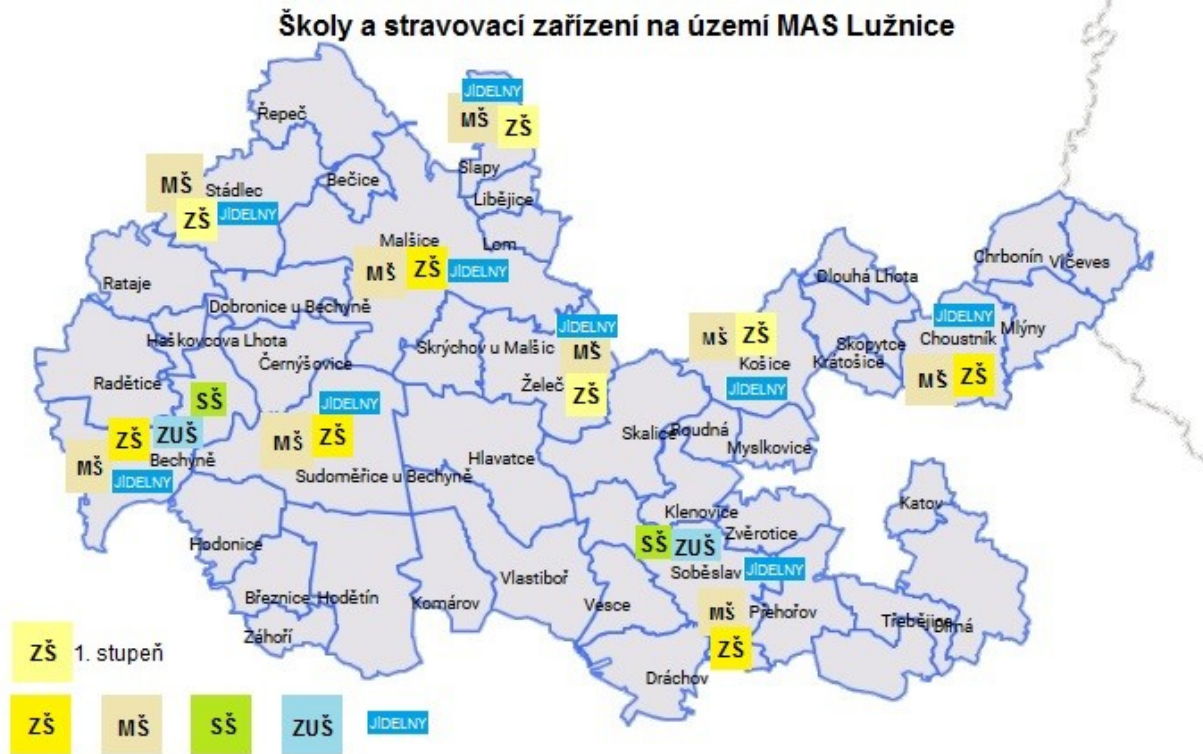 Školy a stravovací zařízení na území MAS Lužnice
JÍDELNY
Řepeč
MŠ
ZŠ
MŠ
Bečice
Slapy
Stádlec
Libějice
ZŠ
JÍDELNY
Malšice
Lom
Chrbonín
Vlčeves
MŠ
ZŠ
JÍDELNY
Dlouhá Lhota
Rataje
Dobronice u Bechyně
JÍDELNY
JÍDELNY
Mlýny
Haškovcova Lhota
MŠ
ZŠ
Skopytce
Choustník
Skrýchov u Malšic
MŠ
Košice
Krátošice
Černýšovice
Radětice
Želeč
JÍDELNY
MŠ
ZŠ
SŠ
JÍDELNY
ZŠ
ZŠ
ZUŠ
MŠ
ZŠ
Skalice
Roudná
Myslkovice
MŠ
Bechyně
Hlavatce
JÍDELNY
Sudoměřice u Bechyně
Katov
Klenovice
Zvěrotice
Hodonice
SŠ
ZUŠ
Soběslav
JÍDELNY
Vlastiboř
Březnice
Hodětín
Komárov
Vesce
MŠ
Přehořov
Třebějice
Dírná
Záhoří
ZŠ
ZŠ
1. stupeň
Dráchov
ZŠ
MŠ
SŠ
ZUŠ
JÍDELNY